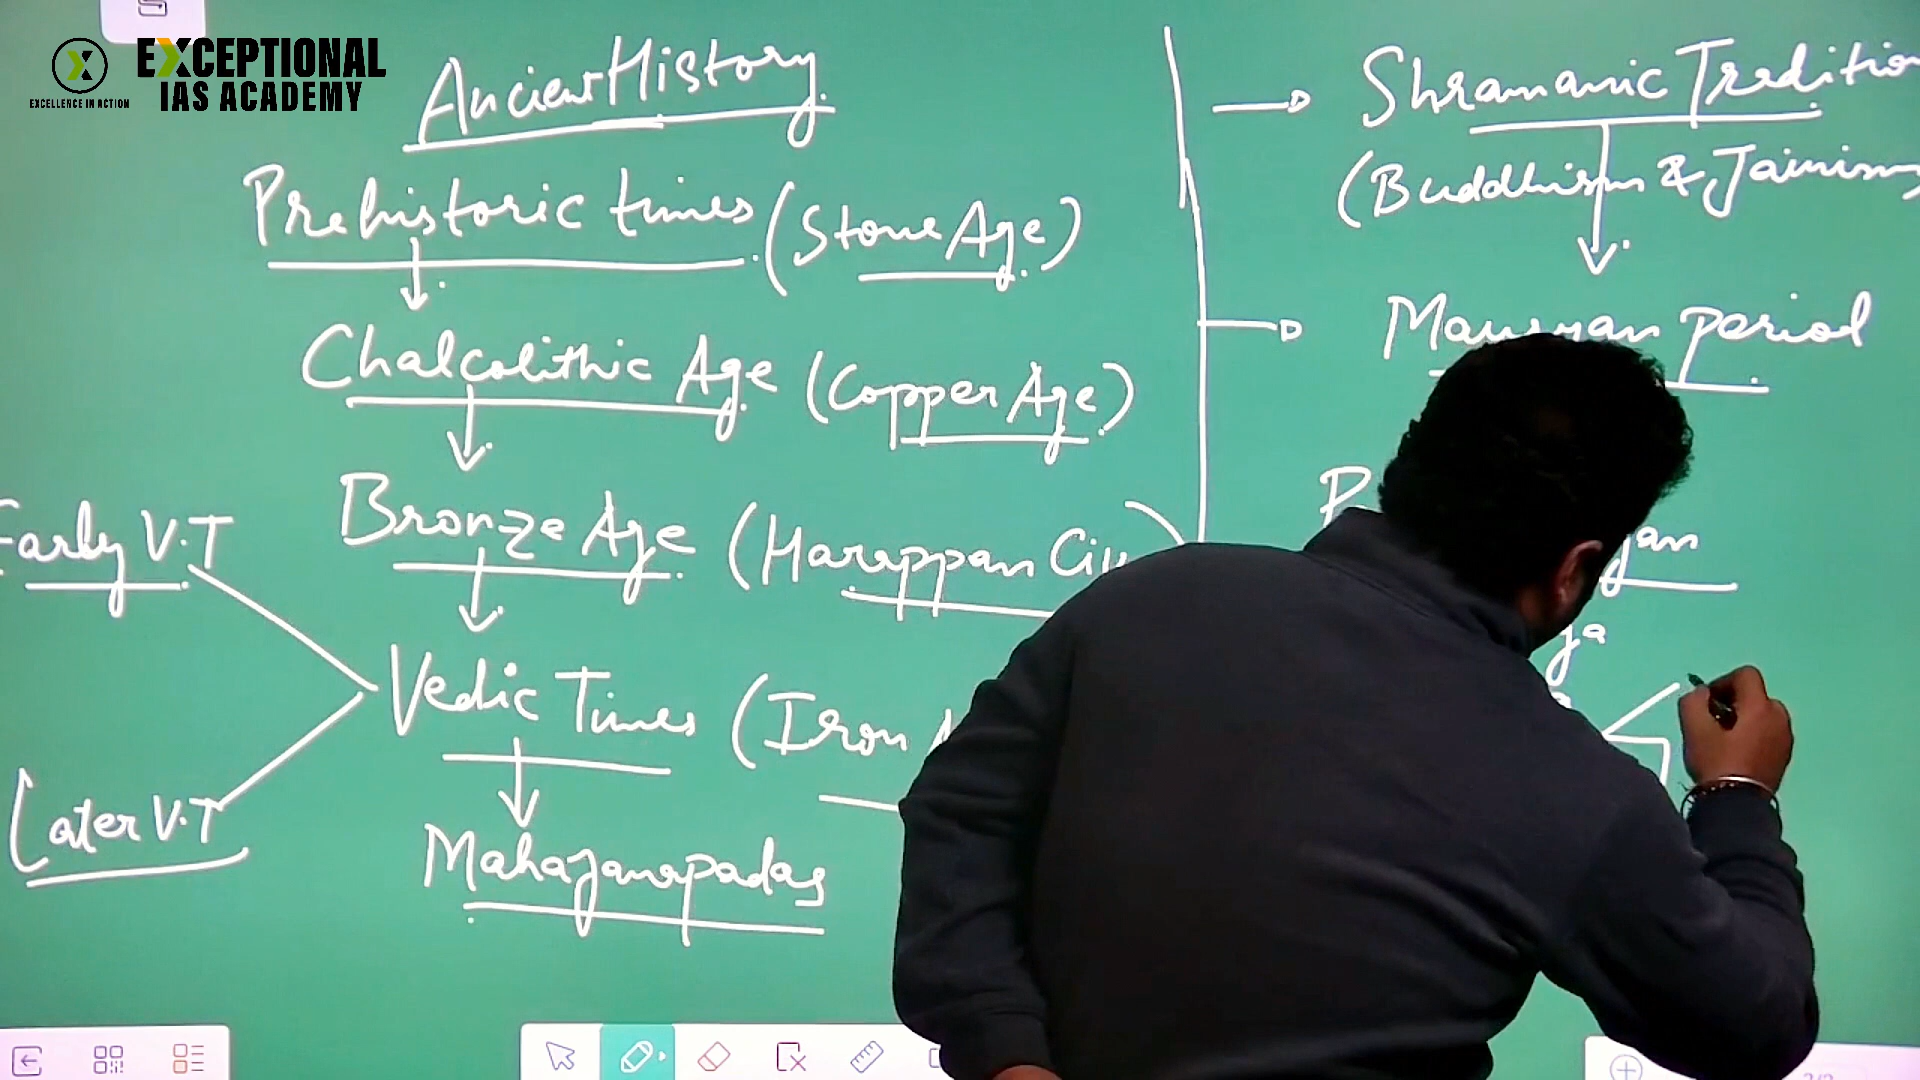 EXCEPTIONAL
IAS ACADEMY
EXCELLENCE IN ACTION
Ancient History
Prehistoric times (Stone Age)
Chalcolithic Age (Copper Age)
Bronze Age (Harappan Civ
Early V.T
Vedic Times (Iron A
Later V.T
Mahajanapadas
Shramanic Tradition
(Buddhism & Jainism
Mauryan period